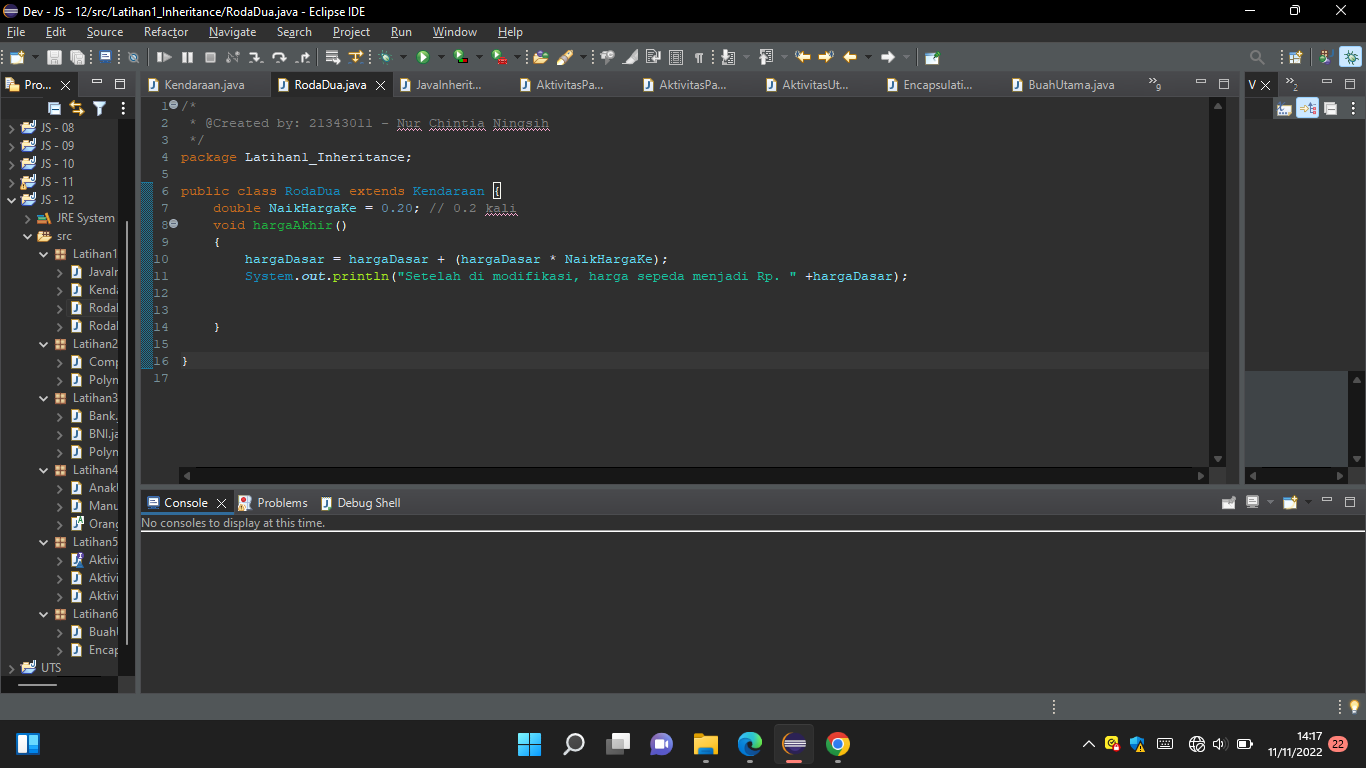 Dev - JS - 12/src/Latihan1_Inheritance/RodaDua.java - Eclipse IDE
File Edit Source Refactor Navigate Search Project Run Window Help
Pro...
Kendaraan.java RodaDua.java JavaInherit... AktivitasPa... AktivitasPa... AktivitasUt... Encapsulati... BuahUtama.java »9
V »2
JS - 08
JS - 09
JS - 10
JS - 11
JS - 12
JRE System
src
Latihan1
JavaIn
Kenda
Latihan2
Comp
Polyn
Latihan3
Bank.
BNI.ja
Polyn
Latihan4
Manu
Orang
Latihan5
Aktivi
Aktivi
Aktivi
Latihan6
Encap
UTS
1 /*
2 * @Created by: 21343011 - Nur Chintia Ningsih
3 */
4 package Latihan1_Inheritance;
5
6 public class RodaDua extends Kendaraan {
7 double NaikHargaKe = 0.20; // 0.2 kali
8 void hargaAkhir()
9 {
10 hargaDasar = hargaDasar + (hargaDasar * NaikHargaKe);
11 System.out.println("Setelah di modifikasi, harga sepeda menjadi Rp. " +hargaDasar);
12
13
14 }
15
16 }
17
Console Problems Debug Shell
No consoles to display at this time.
14:17
11/11/2022
22